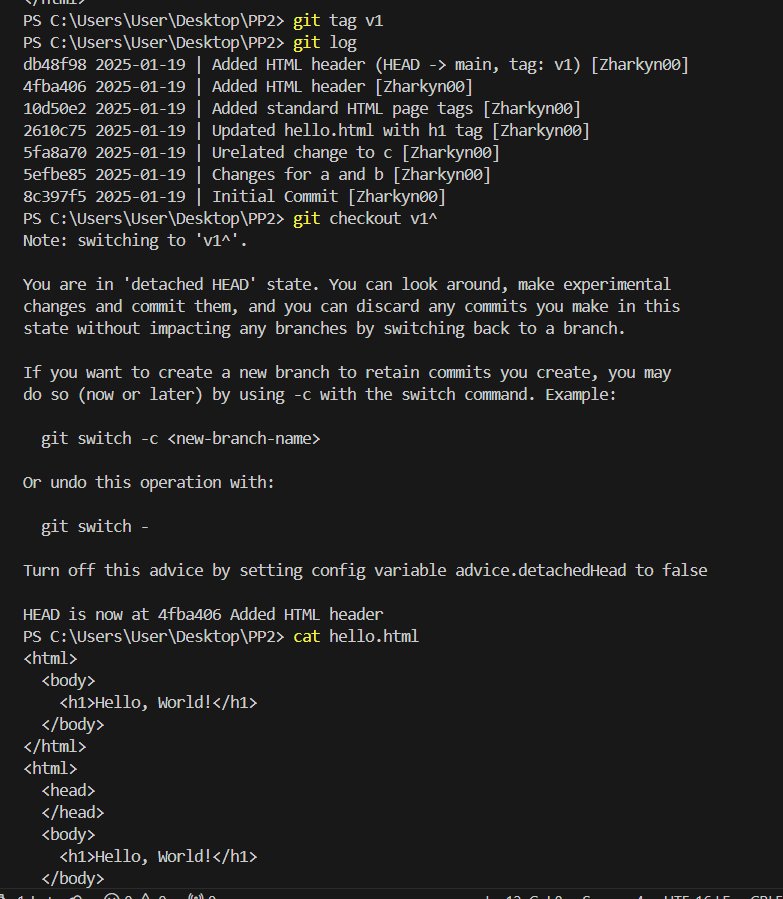 </html>
PS C:\Users\User\Desktop\PP2> git tag v1
PS C:\Users\User\Desktop\PP2> git log
db48f98 2025-01-19 | Added HTML header (HEAD -> main, tag: v1) [Zharkyn00]
4fba406 2025-01-19 | Added HTML header [Zharkyn00]
10d50e2 2025-01-19 | Added standard HTML page tags [Zharkyn00]
2610c75 2025-01-19 | Updated hello.html with h1 tag [Zharkyn00]
5fa8a70 2025-01-19 | Urelated change to c [Zharkyn00]
5efbe85 2025-01-19 | Changes for a and b [Zharkyn00]
8c397f5 2025-01-19 | Initial Commit [Zharkyn00]
PS C:\Users\User\Desktop\PP2> git checkout v1^
Note: switching to 'v1^'.
You are in 'detached HEAD' state. You can look around, make experimental
changes and commit them, and you can discard any commits you make in this
state without impacting any branches by switching back to a branch.
If you want to create a new branch to retain commits you create, you may
do so (now or later) by using -c with the switch command. Example:
git switch -c <new-branch-name>
Or undo this operation with:
git switch -
Turn off this advice by setting config variable advice.detachedHead to false
HEAD is now at 4fba406 Added HTML header
PS C:\Users\User\Desktop\PP2> cat hello.html
<html>
<body>
<h1>Hello, World!</h1>
</body>
</html>
<html>
<head>
</head>
<body>
<h1>Hello, World!</h1>
</body>